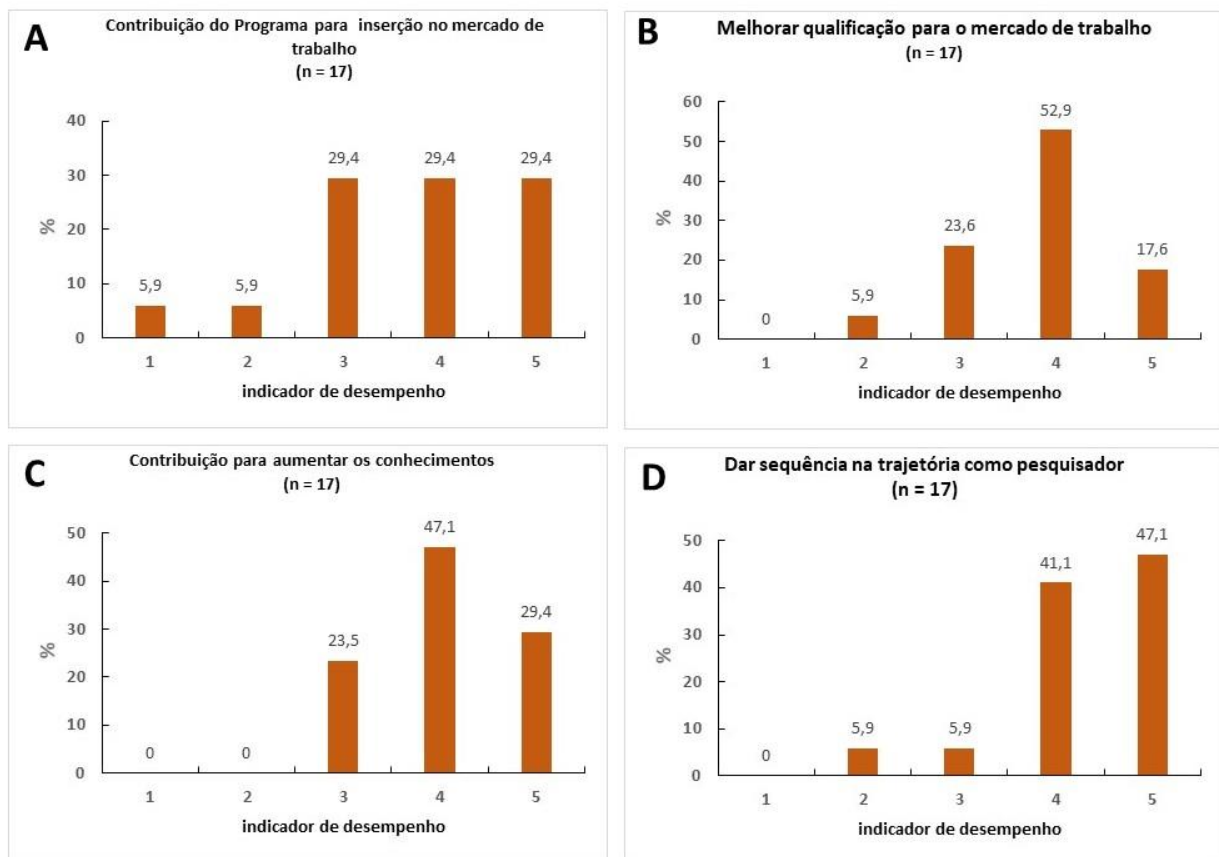 A
Contribuição do Programa para inserção no mercado de
trabalho
(n = 17)
%
40
30
20
10
0
5,9
5,9
29,4
29,4
29,4
1 2 3 4 5
indicador de desempenho
B
Melhorar qualificação para o mercado de trabalho
(n = 17)
%
60
50
40
30
20
10
0
0
5,9
23,6
52,9
17,6
1 2 3 4 5
indicador de desempenho
C
Contribuição para aumentar os conhecimentos
(n = 17)
%
50
40
30
20
10
0
0
0
23,5
47,1
29,4
1 2 3 4 5
indicador de desempenho
D
Dar sequência na trajetória como pesquisador
(n = 17)
%
50
40
30
20
10
0
0
5,9
5,9
41,1
47,1
1 2 3 4 5
indicador de desempenho